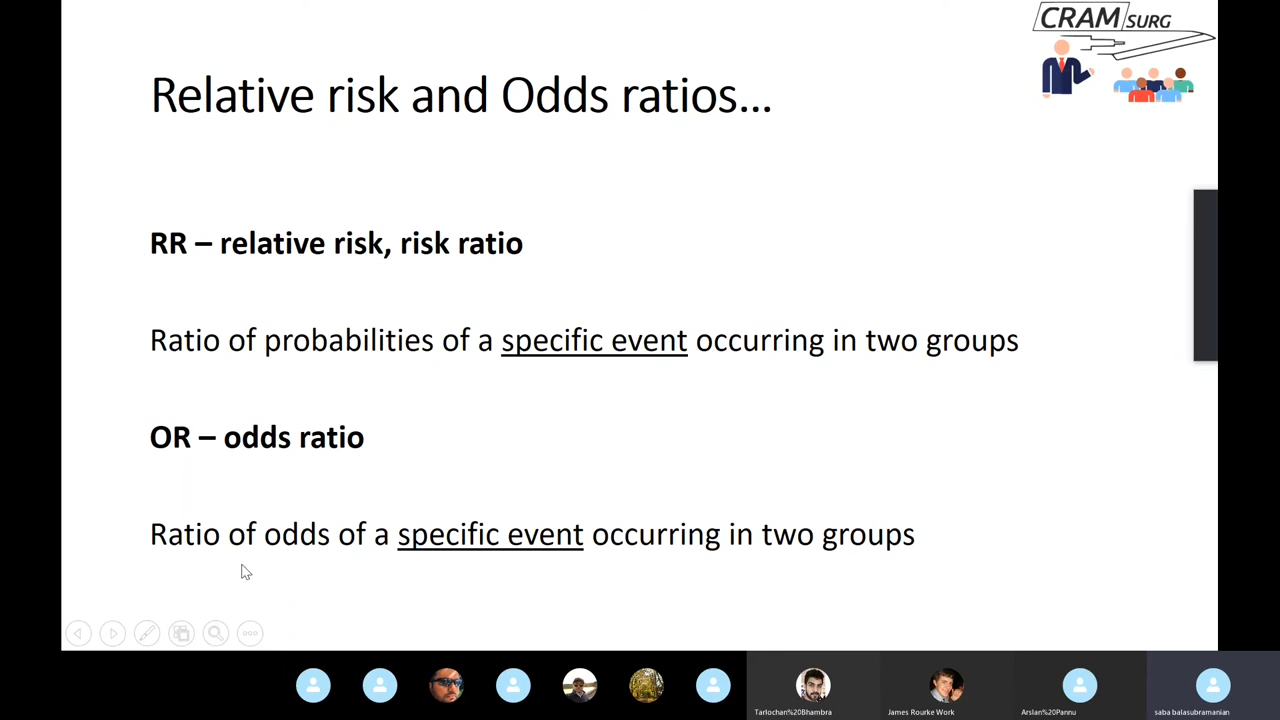 CRAM SURG
Relative risk and Odds ratios...
RR – relative risk, risk ratio
Ratio of probabilities of a specific event occurring in two groups
OR – odds ratio
Ratio of odds of a specific event occurring in two groups
Tarlochan%20Bhambra
James Rourke Work
Arslan%20Pannu
saba balasubramanian